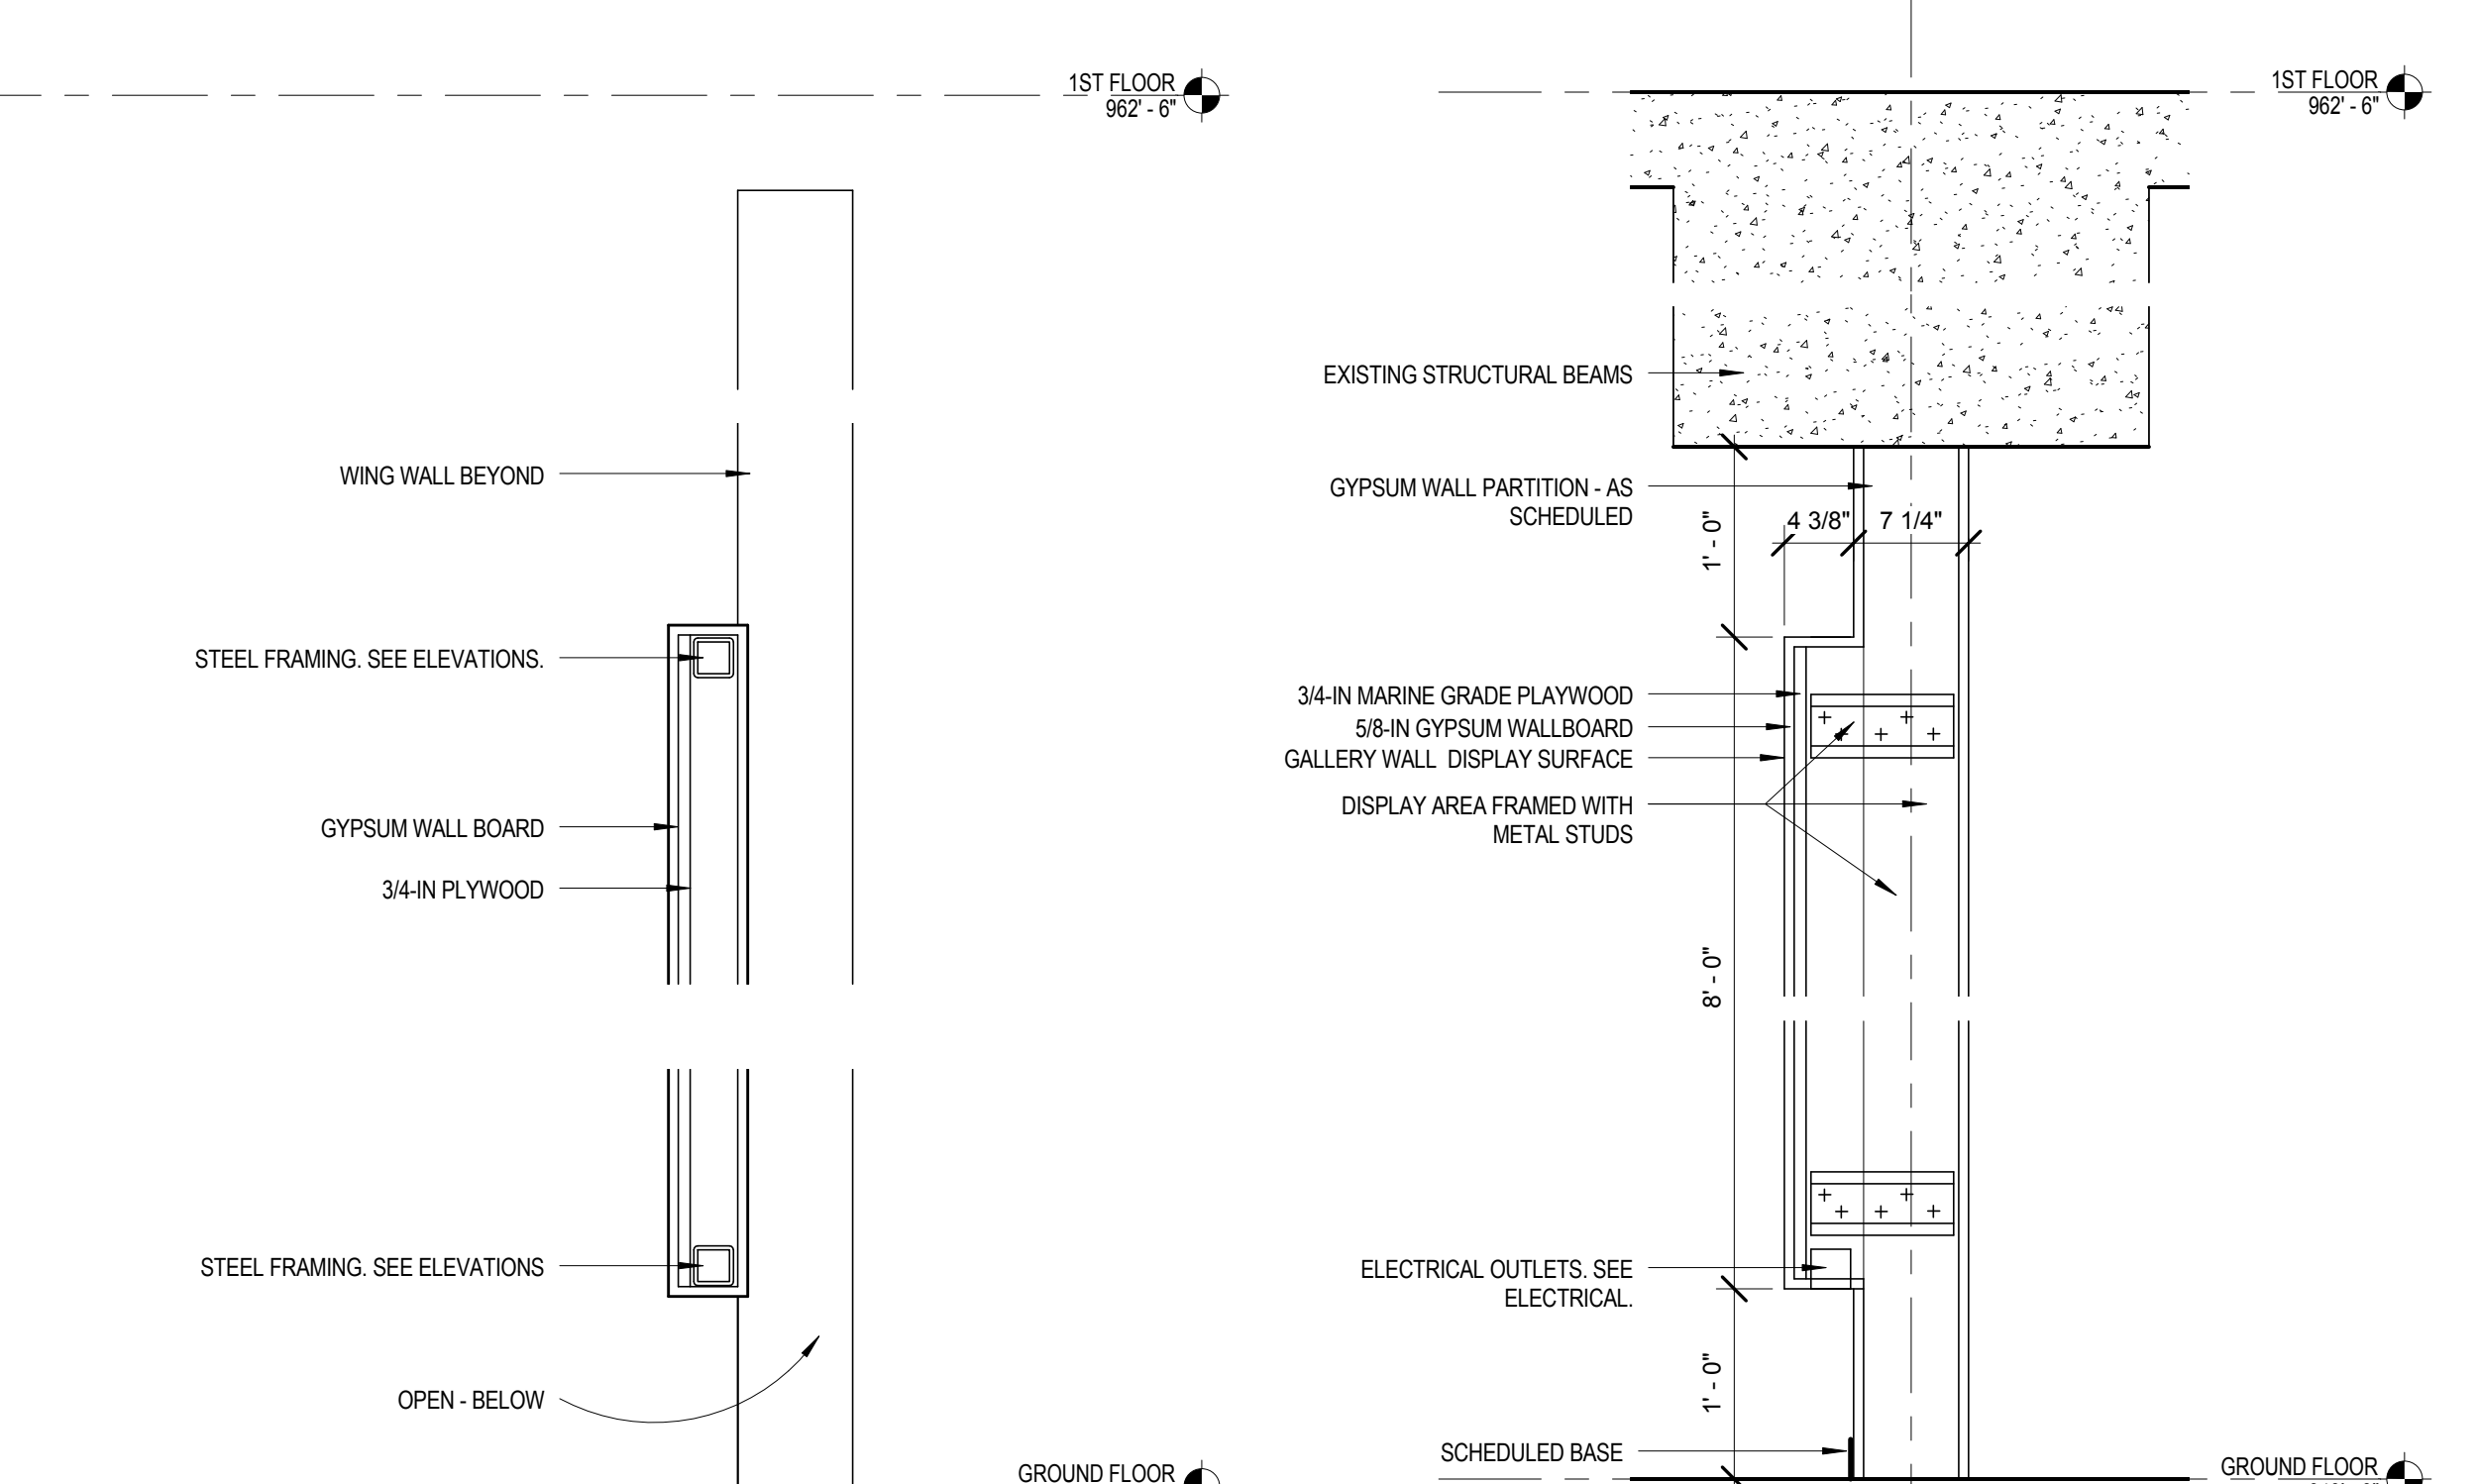 1ST FLOOR
962' - 6"
WING WALL BEYOND
STEEL FRAMING. SEE ELEVATIONS.
GYPSUM WALL BOARD
3/4-IN PLYWOOD
STEEL FRAMING. SEE ELEVATIONS
OPEN - BELOW
GROUND FLOOR
1ST FLOOR
962' - 6"
EXISTING STRUCTURAL BEAMS
GYPSUM WALL PARTITION - AS
SCHEDULED
4 3/8"
7 1/4"
1' - 0"
3/4-IN MARINE GRADE PLAYWOOD
5/8-IN GYPSUM WALLBOARD
GALLERY WALL DISPLAY SURFACE
DISPLAY AREA FRAMED WITH
METAL STUDS
8' - 0"
ELECTRICAL OUTLETS. SEE
ELECTRICAL.
1' - 0"
SCHEDULED BASE
GROUND FLOOR